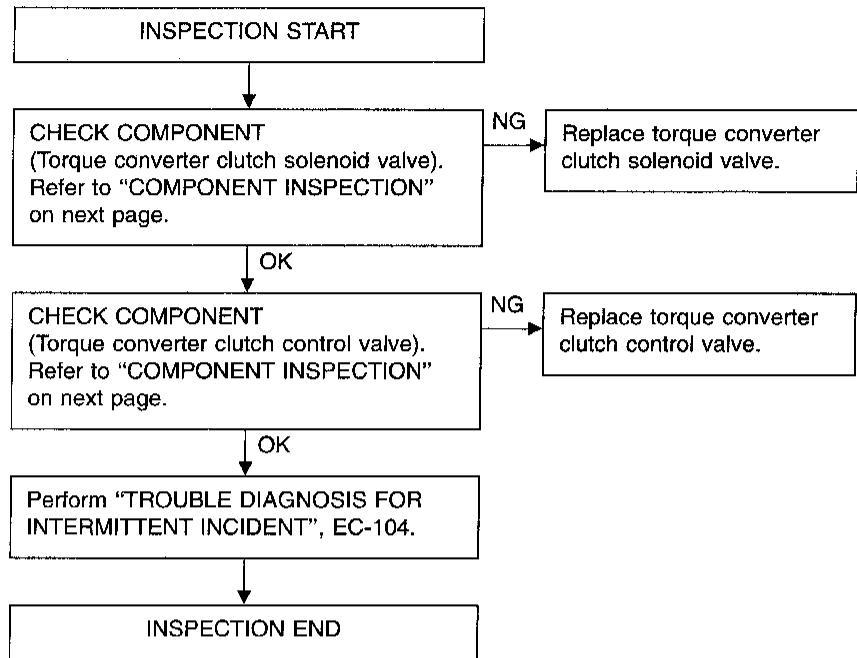 INSPECTION START
CHECK COMPONENT
(Torque converter clutch solenoid valve).
Refer to “COMPONENT INSPECTION”
on next page.
NG
Replace torque converter
clutch solenoid valve.
OK
CHECK COMPONENT
(Torque converter clutch control valve).
Refer to “COMPONENT INSPECTION”
on next page.
NG
Replace torque converter
clutch control valve.
OK
Perform “TROUBLE DIAGNOSIS FOR
INTERMITTENT INCIDENT”, EC-104.
INSPECTION END